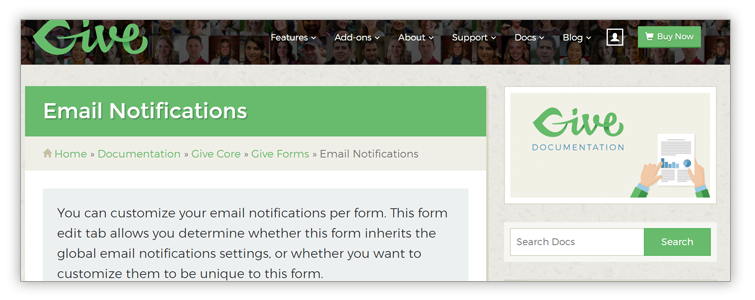 Give
Features Add-ons About Support Docs Blog Buy Now
Email Notifications
Home » Documentation » Give Core » Give Forms » Email Notifications
You can customize your email notifications per form. This form
edit tab allows you determine whether this form inherits the
global email notifications settings, or whether you want to
customize them to be unique to this form.
Give
DOCUMENTATION
Search Docs Search